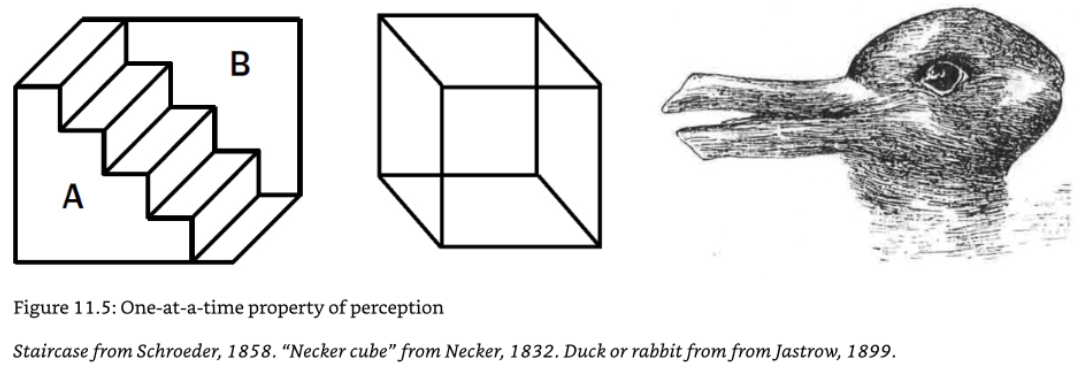 B
A
Figure 11.5: One-at-a-time property of perception
Staircase from Schroeder, 1858. “Necker cube” from Necker, 1832. Duck or rabbit from from Jastrow, 1899.